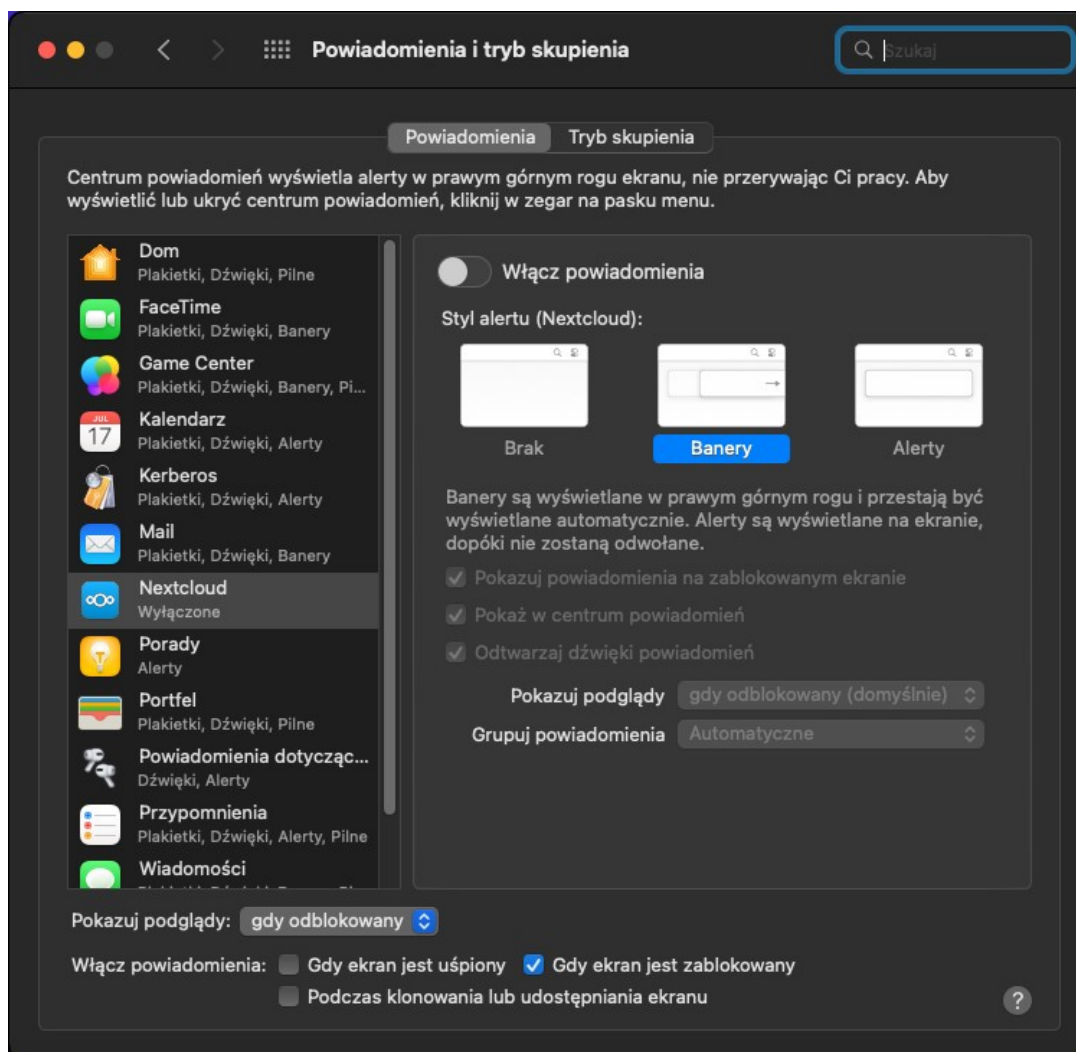 Powiadomienia i tryb skupienia
Szukaj
Powiadomienia
Tryb skupienia
Centrum powiadomień wyświetla alerty w prawym górnym rogu ekranu, nie przerywając Ci pracy. Aby
wyświetlić lub ukryć centrum powiadomień, kliknij w zegar na pasku menu.
Dom
Plakietki, Dźwięki, Pilne
FaceTime
Plakietki, Dźwięki, Banery
Game Center
Plakietki, Dźwięki, Banery, Pi...
JUL
17
Kalendarz
Plakietki, Dźwięki, Alerty
Kerberos
Plakietki, Dźwięki, Alerty
Mail
Plakietki, Dźwięki, Banery
Nextcloud
Wyłączone
Porady
Alerty
Portfel
Plakietki, Dźwięki, Pilne
Powiadomienia dotycząc...
Dźwięki, Alerty
Przypomnienia
Plakietki, Dźwięki, Alerty, Pilne
Wiadomości
Włącz powiadomienia
Styl alertu (Nextcloud):
Brak
Banery
Alerty
Banery są wyświetlane w prawym górnym rogu i przestają być
wyświetlane automatycznie. Alerty są wyświetlane na ekranie,
dopóki nie zostaną odwołane.
Pokazuj powiadomienia na zablokowanym ekranie
Pokaż w centrum powiadomień
Odtwarzaj dźwięki powiadomień
Pokazuj podglądy gdy odblokowany (domyślnie)
Grupuj powiadomienia Automatyczne
Pokazuj podglądy: gdy odblokowany
Włącz powiadomienia: Gdy ekran jest uśpiony Gdy ekran jest zablokowany
Podczas klonowania lub udostępniania ekranu
?